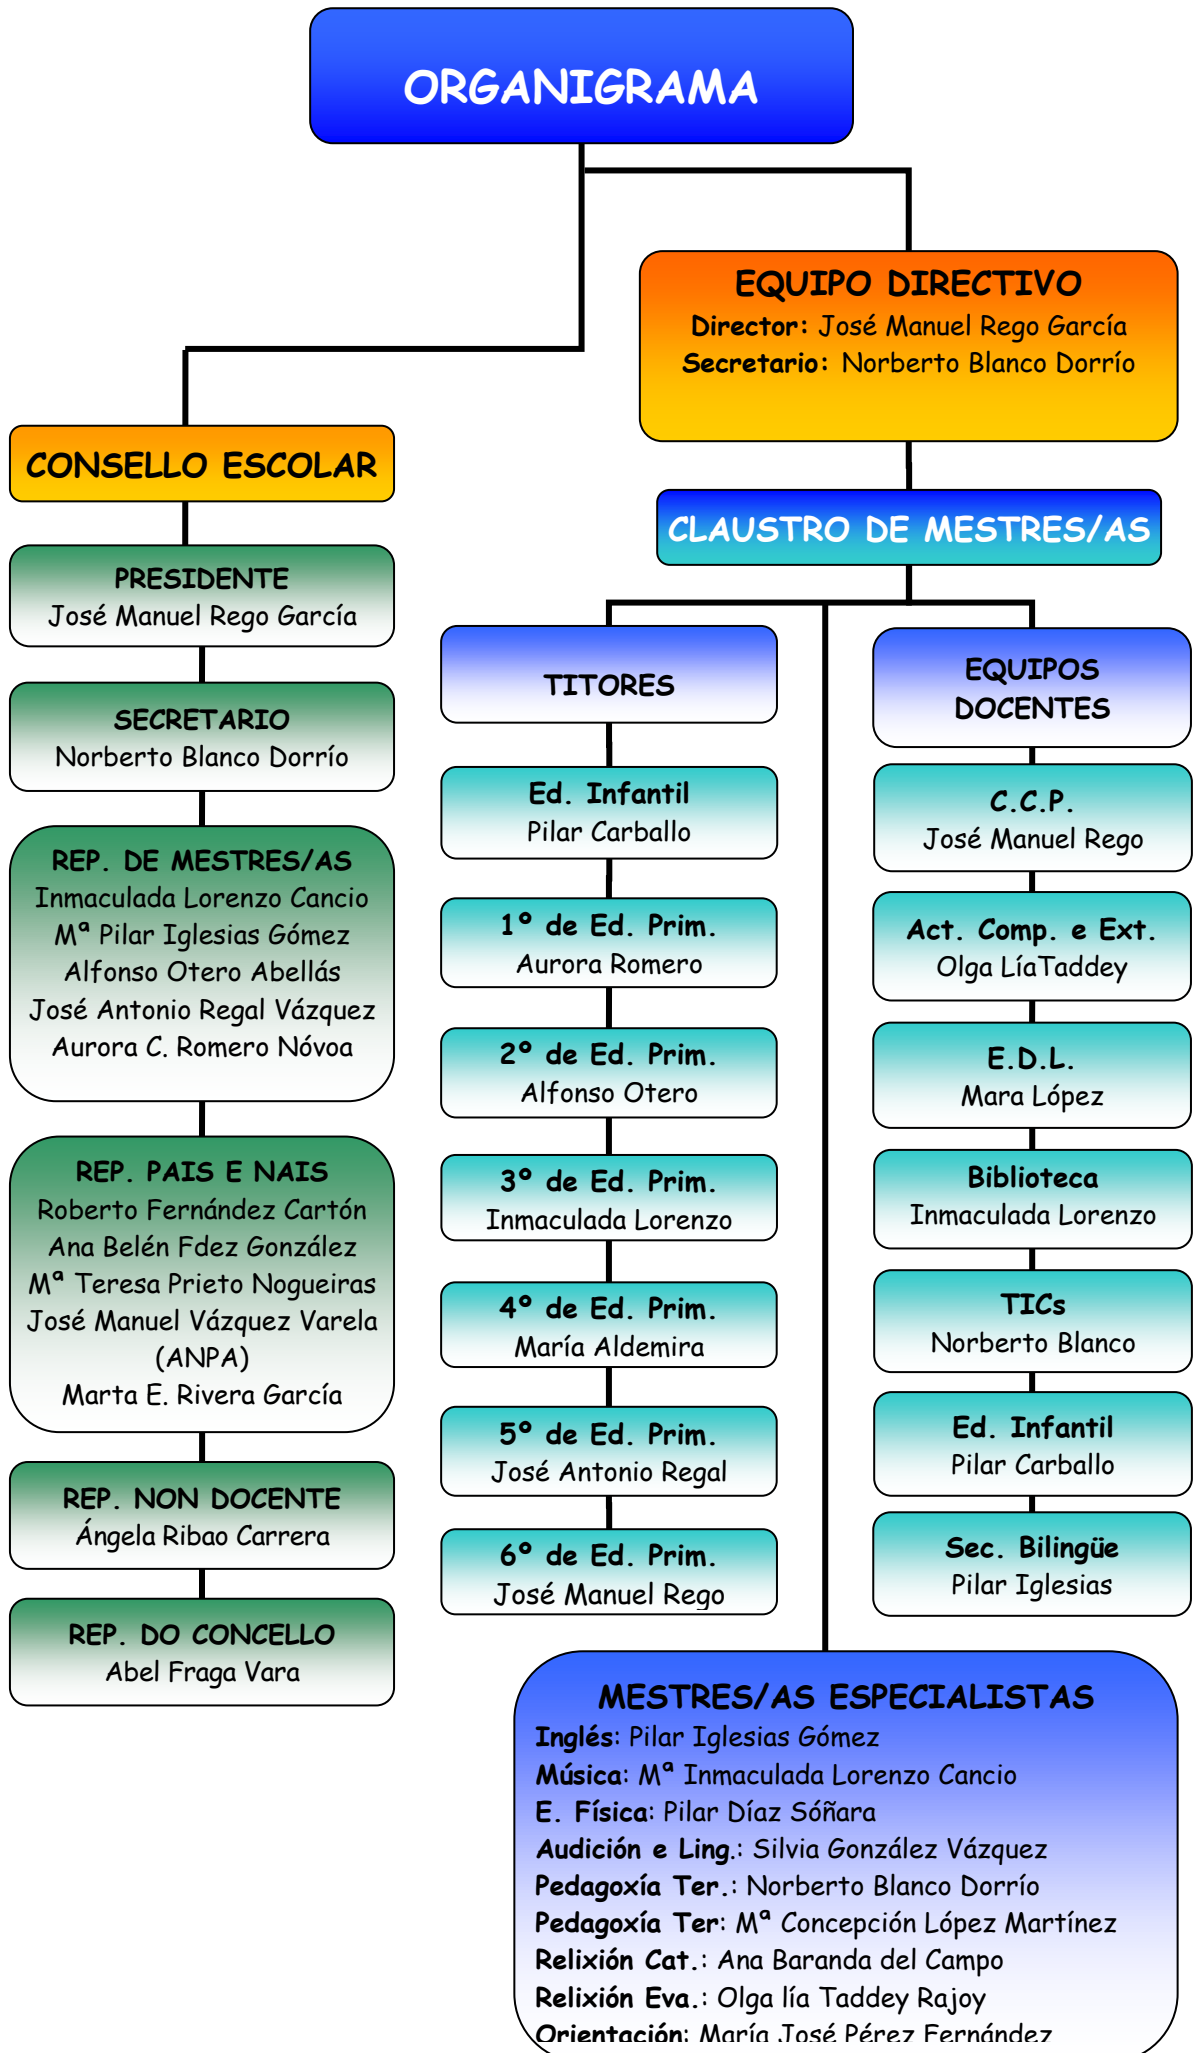 ORGANIGRAMA
EQUIPO DIRECTIVO
Director: José Manuel Rego García
Secretario: Norberto Blanco Dorrío
CONSELLO ESCOLAR
PRESIDENTE
José Manuel Rego García
SECRETARIO
Norberto Blanco Dorrío
REP. DE MESTRES/AS
Inmaculada Lorenzo Cancio
Mª Pilar Iglesias Gómez
Alfonso Otero Abellás
José Antonio Regal Vázquez
Aurora C. Romero Nóvoa
REP. PAIS E NAIS
Roberto Fernández Cartón
Ana Belén Fdez González
Mª Teresa Prieto Nogueiras
José Manuel Vázquez Varela
(ANPA)
Marta E. Rivera García
REP. NON DOCENTE
Ángela Ribao Carrera
REP. DO CONCELLO
Abel Fraga Vara
CLAUSTRO DE MESTRES/AS
TITORES
Ed. Infantil
Pilar Carballo
1º de Ed. Prim.
Aurora Romero
2º de Ed. Prim.
Alfonso Otero
3º de Ed. Prim.
Inmaculada Lorenzo
4º de Ed. Prim.
María Aldemira
5º de Ed. Prim.
José Antonio Regal
6º de Ed. Prim.
José Manuel Rego
EQUIPOS
DOCENTES
C.C.P.
José Manuel Rego
Act. Comp. e Ext.
Olga LíaTaddey
E.D.L.
Mara López
Biblioteca
Inmaculada Lorenzo
TICs
Norberto Blanco
Ed. Infantil
Pilar Carballo
Sec. Bilingüe
Pilar Iglesias
MESTRES/AS ESPECIALISTAS
Inglés: Pilar Iglesias Gómez
Música: Mª Inmaculada Lorenzo Cancio
E. Física: Pilar Díaz Sóñara
Audición e Ling.: Silvia González Vázquez
Pedagoxía Ter.: Norberto Blanco Dorrío
Pedagoxía Ter: Mª Concepción López Martínez
Relixión Cat.: Ana Baranda del Campo
Relixión Eva.: Olga lía Taddey Rajoy
Orientación: María José Pérez Fernández